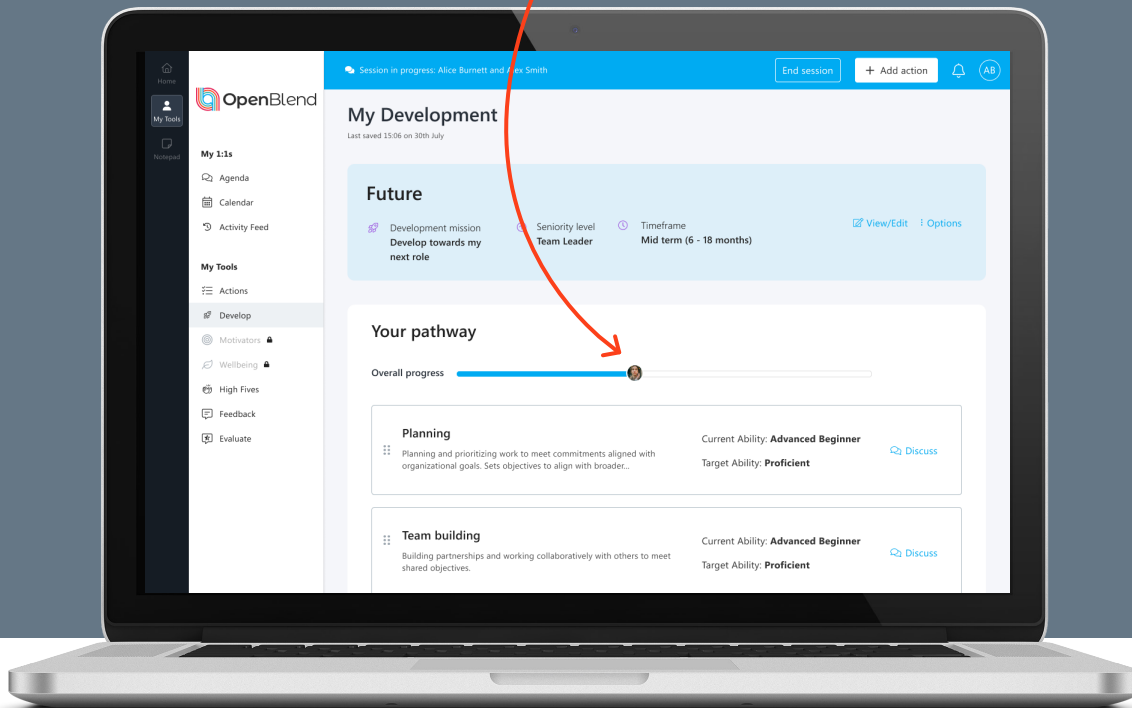 Home
My Tools
Notepad
OpenBlend
My 1:1s
Agenda
Calendar
Activity Feed
My Tools
Actions
Develop
Motivators
Wellbeing
High Fives
Feedback
Evaluate
Session in progress: Alice Burnett and Alex Smith
End session
+ Add action
AB
My Development
Last saved 15:06 on 30th July
Future
Development mission
Develop towards my
next role
Seniority level
Team Leader
Timeframe
Mid term (6 - 18 months)
View/Edit
Options
Your pathway
Overall progress
Planning
Planning and prioritizing work to meet commitments aligned with
organizational goals. Sets objectives to align with broader...
Current Ability: Advanced Beginner
Target Ability: Proficient
Discuss
Team building
Building partnerships and working collaboratively with others to meet
shared objectives.
Current Ability: Advanced Beginner
Target Ability: Proficient
Discuss